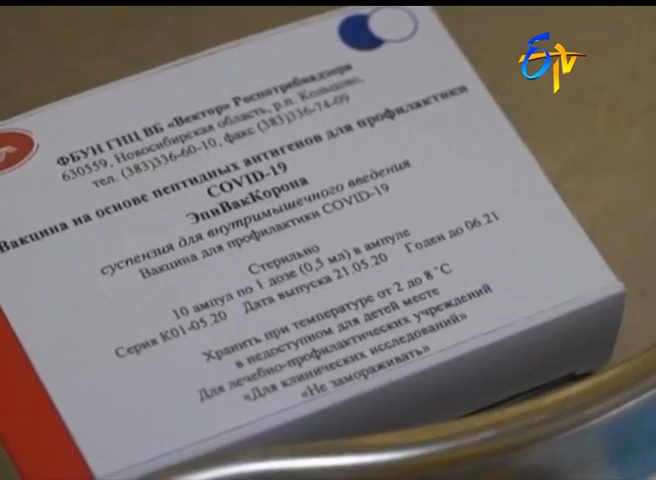 ETV
ФБУН ГНЦ ВБ «Вектор» Роспотребнадзора
630559, Новосибирская область, р.п. Кольцово,
тел. (383)336-60-10, факс (383)336-74-09
Вакцина на основе пептидных антигенов для профилактики
COVID-19
ЭпиВакКорона
суспензия для внутримышечного введения
Вакцина для профилактики COVID-19
Стерильно
10 ампул по 1 дозе (0,5 мл) в ампуле
Серия К01-05.20 Дата выпуска 21.05.20 Годен до 06.21
Хранить при температуре от 2 до 8 °С
в недоступном для детей месте
Для лечебно-профилактических учреждений
«Для клинических исследований»
«Не замораживать»